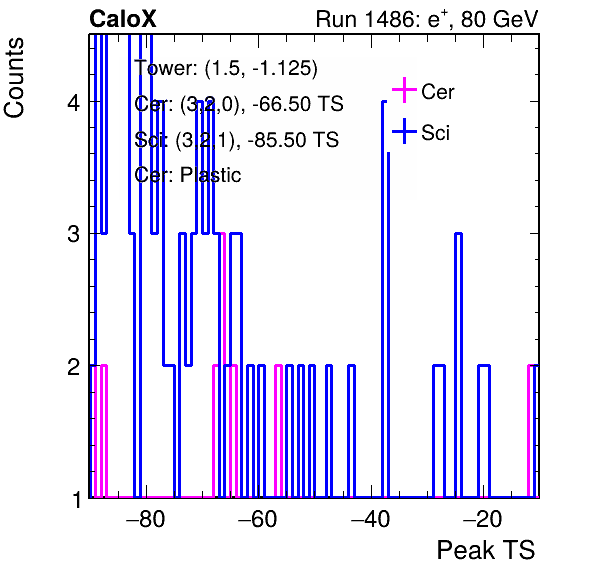 CaloX Run 1486: e+, 80 GeV
Counts
Tower: (1.5, -1.125)
Cer: (3,2,0), -66.50 TS
Sci: (3,2,1), -85.50 TS
Cer: Plastic
Cer
Sci
4
3
2
1
−80 −60 −40 −20
Peak TS